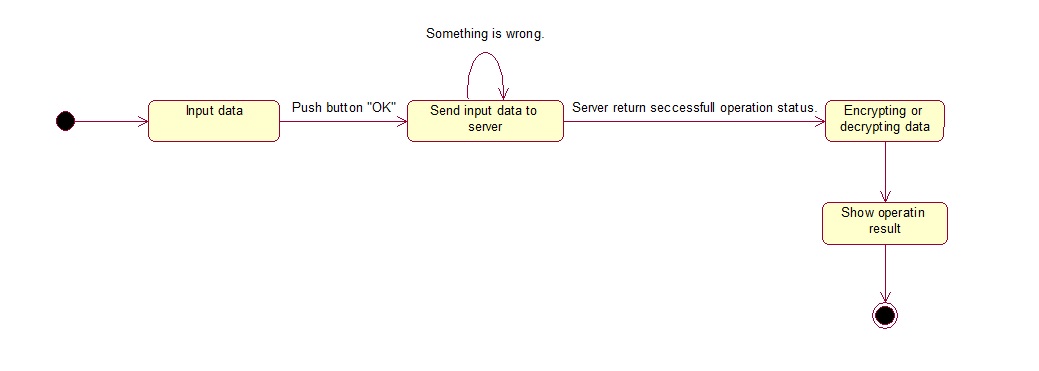 Something is wrong.
Input data
Push button "OK"
Send input data to
server
Server return seccessfull operation status.
Encrypting or
decrypting data
Show operatin
result